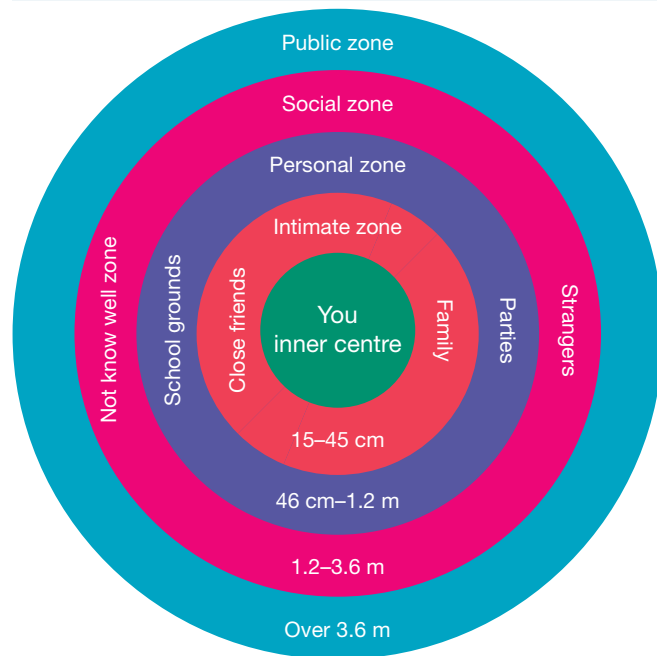 Public zone
Social zone
Personal zone
Intimate zone
Not know well zone
School grounds
Close friends
You
inner centre
Family
Parties
Strangers
15–45 cm
46 cm–1.2 m
1.2–3.6 m
Over 3.6 m